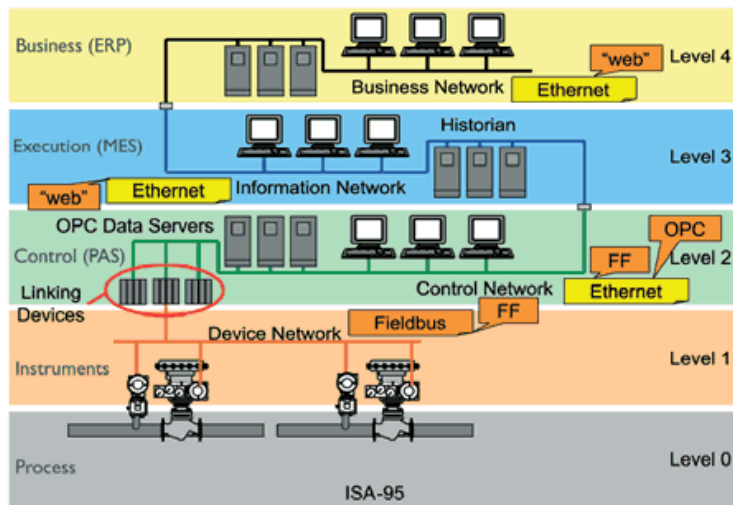 Business (ERP)
"web"
Level 4
Business Network
Ethernet
Historian
Execution (MES)
Level 3
"web"
Ethernet
Information Network
OPC Data Servers
OPC
Control (PAS)
FF
Level 2
Linking
Devices
Control Network
Ethernet
Fieldbus
FF
Device Network
Level 1
Instruments
Level 0
Process
ISA-95